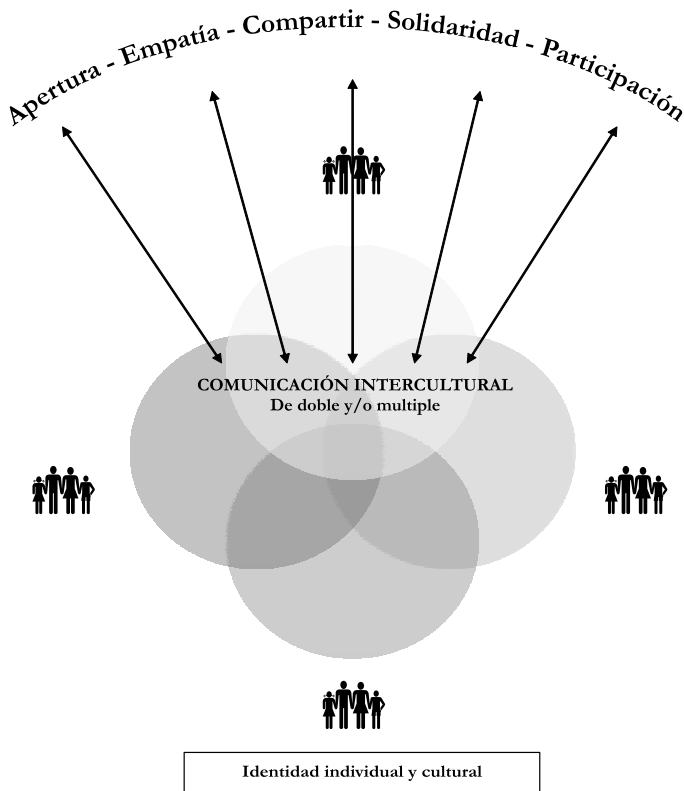 Apertura - Empatía - Compartir - Solidaridad - Participación
COMUNICACIÓN INTERCULTURAL
De doble y/o multiple
Identidad individual y cultural